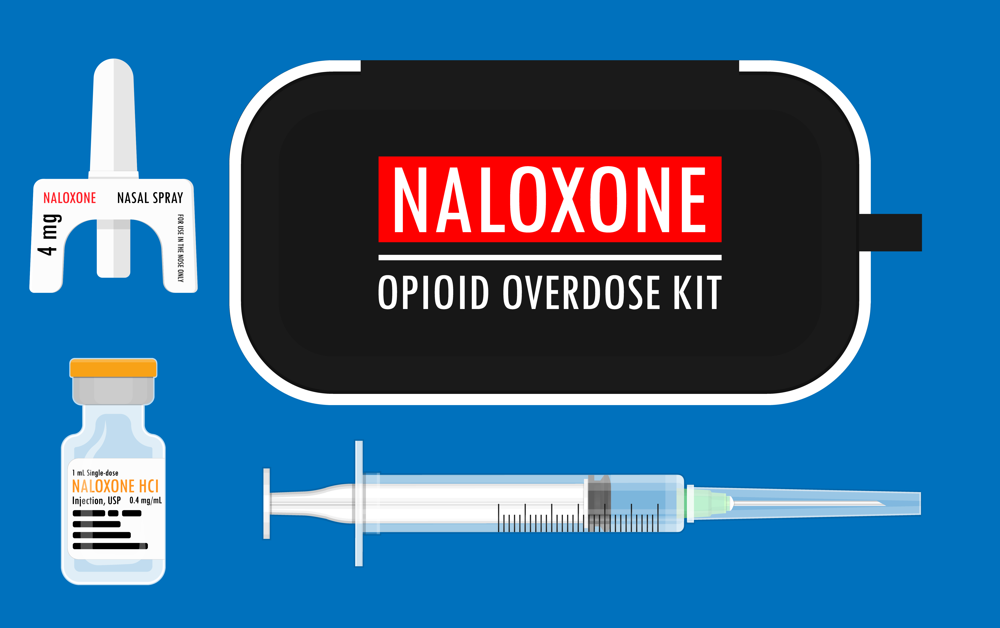 NALOXONE NASAL SPRAY
4 mg
FOR USE IN THE NOSE ONLY
NALOXONE
OPIOID OVERDOSE KIT
1 mL Single-dose
NALOXONE HCl
Injection, USP 0.4 mg/mL